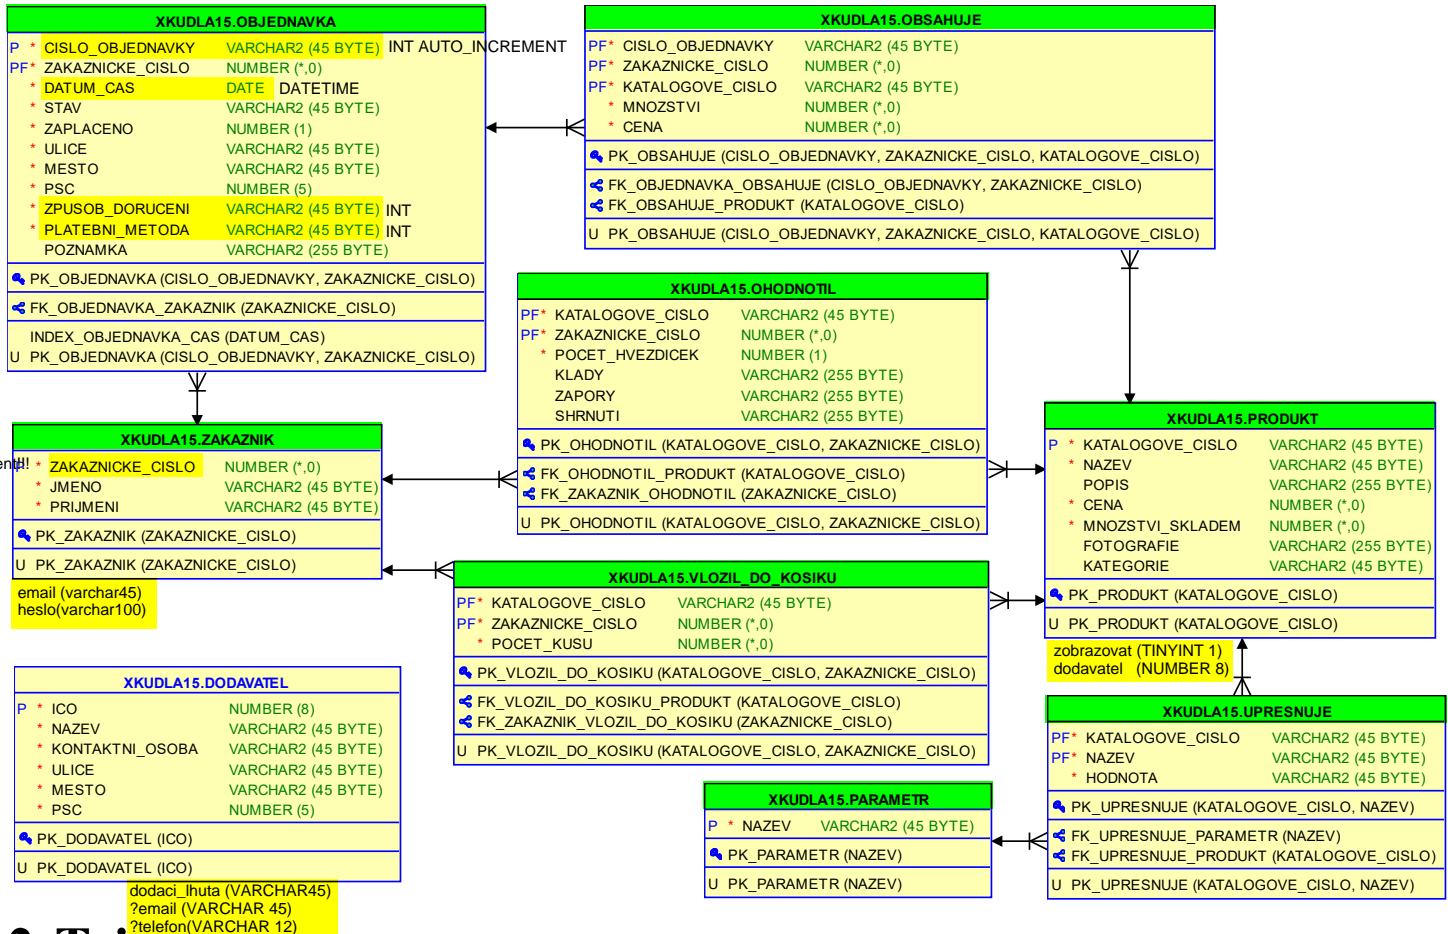 XKUDLA15.OBJEDNAVKA
P * CISLO_OBJEDNAVKY VARCHAR2 (45 BYTE) INT AUTO_INCREMENT
PF* ZAKAZNICKE_CISLO NUMBER (*,0)
* DATUM_CAS DATE DATETIME
* STAV VARCHAR2 (45 BYTE)
* ZAPLACENO NUMBER (1)
* ULICE VARCHAR2 (45 BYTE)
* MESTO VARCHAR2 (45 BYTE)
* PSC NUMBER (5)
* ZPUSOB_DORUCENI VARCHAR2 (45 BYTE) INT
* PLATEBNI_METODA VARCHAR2 (45 BYTE) INT
POZNAMKA VARCHAR2 (255 BYTE)
PK_OBJEDNAVKA (CISLO_OBJEDNAVKY, ZAKAZNICKE_CISLO)
FK_OBJEDNAVKA_ZAKAZNIK (ZAKAZNICKE_CISLO)
INDEX_OBJEDNAVKA_CAS (DATUM_CAS)
U PK_OBJEDNAVKA (CISLO_OBJEDNAVKY, ZAKAZNICKE_CISLO)
XKUDLA15.OBSAHUJE
PF* CISLO_OBJEDNAVKY VARCHAR2 (45 BYTE)
PF* ZAKAZNICKE_CISLO NUMBER (*,0)
PF* KATALOGOVE_CISLO VARCHAR2 (45 BYTE)
* MNOZSTVI NUMBER (*,0)
* CENA NUMBER (*,0)
PK_OBSAHUJE (CISLO_OBJEDNAVKY, ZAKAZNICKE_CISLO, KATALOGOVE_CISLO)
FK_OBJEDNAVKA_OBSAHUJE (CISLO_OBJEDNAVKY, ZAKAZNICKE_CISLO)
FK_OBSAHUJE_PRODUKT (KATALOGOVE_CISLO)
U PK_OBSAHUJE (CISLO_OBJEDNAVKY, ZAKAZNICKE_CISLO, KATALOGOVE_CISLO)
XKUDLA15.OHODNOTIL
PF* KATALOGOVE_CISLO VARCHAR2 (45 BYTE)
PF* ZAKAZNICKE_CISLO NUMBER (*,0)
* POCET_HVEZDICEK NUMBER (1)
KLADY VARCHAR2 (255 BYTE)
ZAPORY VARCHAR2 (255 BYTE)
SHRNUTI VARCHAR2 (255 BYTE)
PK_OHODNOTIL (KATALOGOVE_CISLO, ZAKAZNICKE_CISLO)
FK_OHODNOTIL_PRODUKT (KATALOGOVE_CISLO)
FK_ZAKAZNIK_OHODNOTIL (ZAKAZNICKE_CISLO)
U PK_OHODNOTIL (KATALOGOVE_CISLO, ZAKAZNICKE_CISLO)
XKUDLA15.ZAKAZNIK
P * ZAKAZNICKE_CISLO NUMBER (*,0)
* JMENO VARCHAR2 (45 BYTE)
* PRIJMENI VARCHAR2 (45 BYTE)
PK_ZAKAZNIK (ZAKAZNICKE_CISLO)
U PK_ZAKAZNIK (ZAKAZNICKE_CISLO)
email (varchar45)
heslo(varchar100)
XKUDLA15.PRODUKT
P * KATALOGOVE_CISLO VARCHAR2 (45 BYTE)
* NAZEV VARCHAR2 (45 BYTE)
POPIS VARCHAR2 (255 BYTE)
* CENA NUMBER (*,0)
* MNOZSTVI_SKLADEM NUMBER (*,0)
FOTOGRAFIE VARCHAR2 (255 BYTE)
KATEGORIE VARCHAR2 (45 BYTE)
PK_PRODUKT (KATALOGOVE_CISLO)
U PK_PRODUKT (KATALOGOVE_CISLO)
zobrazovat (TINYINT 1)
dodavatel (NUMBER 8)
XKUDLA15.VLOZIL_DO_KOSIKU
PF* KATALOGOVE_CISLO VARCHAR2 (45 BYTE)
PF* ZAKAZNICKE_CISLO NUMBER (*,0)
* POCET_KUSU NUMBER (*,0)
PK_VLOZIL_DO_KOSIKU (KATALOGOVE_CISLO, ZAKAZNICKE_CISLO)
FK_VLOZIL_DO_KOSIKU_PRODUKT (KATALOGOVE_CISLO)
FK_ZAKAZNIK_VLOZIL_DO_KOSIKU (ZAKAZNICKE_CISLO)
U PK_VLOZIL_DO_KOSIKU (KATALOGOVE_CISLO, ZAKAZNICKE_CISLO)
XKUDLA15.DODAVATEL
P * ICO NUMBER (8)
* NAZEV VARCHAR2 (45 BYTE)
* KONTAKTNI_OSOBA VARCHAR2 (45 BYTE)
* ULICE VARCHAR2 (45 BYTE)
* MESTO VARCHAR2 (45 BYTE)
* PSC NUMBER (5)
PK_DODAVATEL (ICO)
U PK_DODAVATEL (ICO)
dodaci_lhuta (VARCHAR45)
?email (VARCHAR 45)
?telefon(VARCHAR 12)
XKUDLA15.PARAMETR
P * NAZEV VARCHAR2 (45 BYTE)
PK_PARAMETR (NAZEV)
U PK_PARAMETR (NAZEV)
XKUDLA15.UPRESNUJE
PF* KATALOGOVE_CISLO VARCHAR2 (45 BYTE)
PF* NAZEV VARCHAR2 (45 BYTE)
* HODNOTA VARCHAR2 (45 BYTE)
PK_UPRESNUJE (KATALOGOVE_CISLO, NAZEV)
FK_UPRESNUJE_PARAMETR (NAZEV)
FK_UPRESNUJE_PRODUKT (KATALOGOVE_CISLO)
U PK_UPRESNUJE (KATALOGOVE_CISLO, NAZEV)